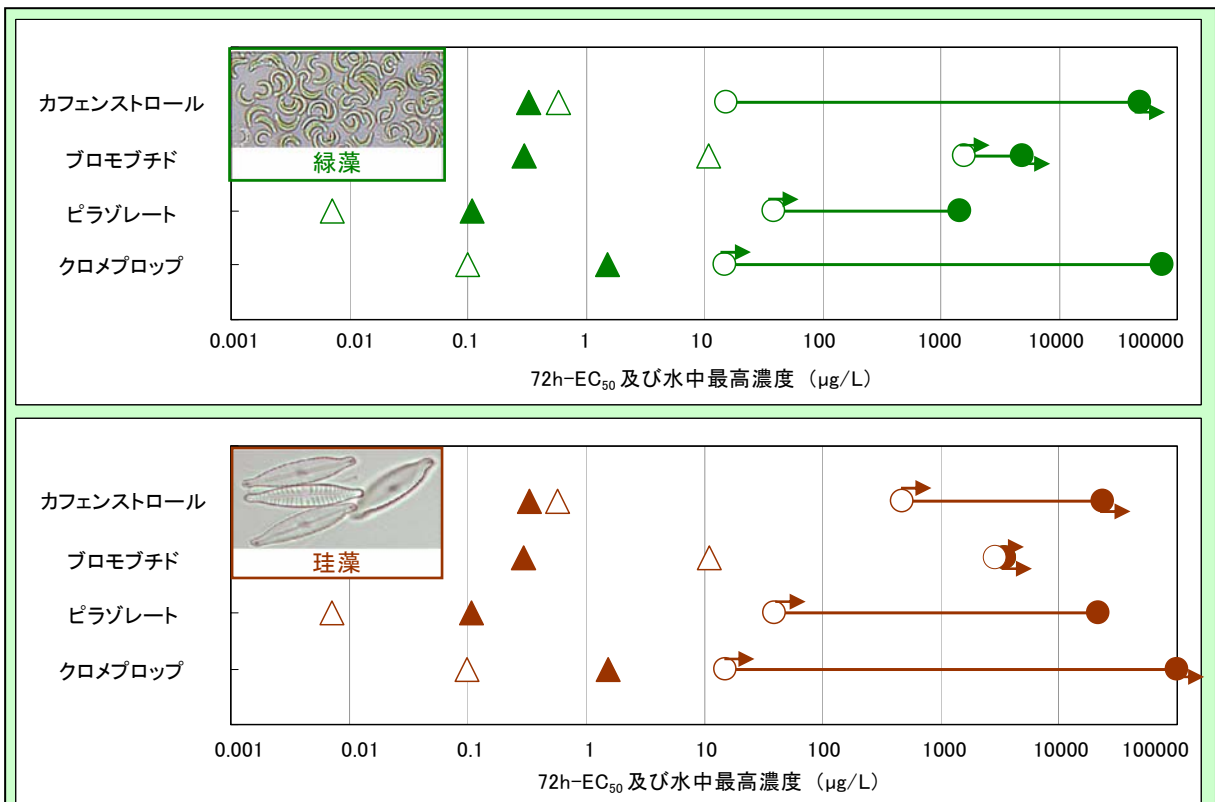 カフェンストロール
ブロモブチド
ピラゾレート
クロメプロップ
緑藻
0.001 0.01 0.1 1 10 100 1000 10000 100000
72h-EC₅₀ 及び水中最高濃度 (µg/L)
カフェンストロール
ブロモブチド
ピラゾレート
クロメプロップ
珪藻
0.001 0.01 0.1 1 10 100 1000 10000 100000
72h-EC₅₀ 及び水中最高濃度 (µg/L)